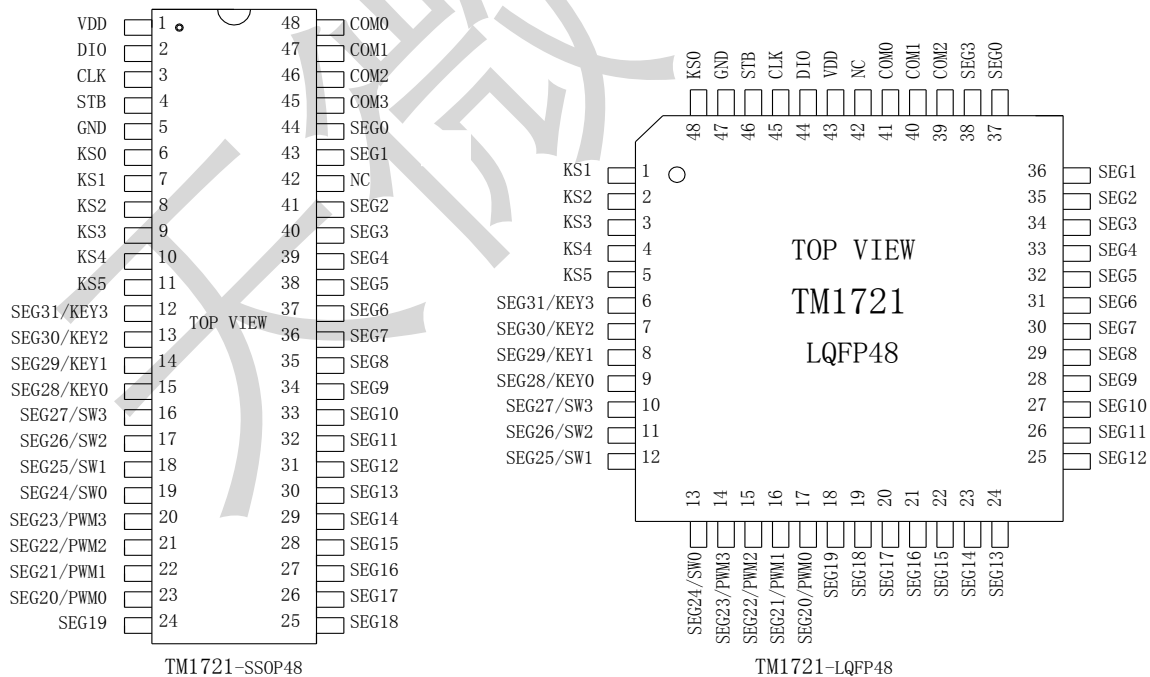 VDD 1 48 COM0
DIO 2 47 COM1
CLK 3 46 COM2
STB 4 45 COM3
GND 5 44 SEG0
KS0 6 43 SEG1
KS1 7 42 NC
KS2 8 41 SEG2
KS3 9 40 SEG3
KS4 10 39 SEG4
KS5 11 38 SEG5
SEG31/KEY3 12 37 SEG6
TOP VIEW
SEG30/KEY2 13 36 SEG7
SEG29/KEY1 14 35 SEG8
SEG28/KEY0 15 34 SEG9
SEG27/SW3 16 33 SEG10
SEG26/SW2 17 32 SEG11
SEG25/SW1 18 31 SEG12
SEG24/SW0 19 30 SEG13
SEG23/PWM3 20 29 SEG14
SEG22/PWM2 21 28 SEG15
SEG21/PWM1 22 27 SEG16
SEG20/PWM0 23 26 SEG17
SEG19 24 25 SEG18
TM1721-SSOP48
KS0 GND STB CLK DIO VDD NC COM0 COM1 COM2 SEG3 SEG0
48 47 46 45 44 43 42 41 40 39 38 37
KS1 1 36 SEG1
KS2 2 35 SEG2
KS3 3 34 SEG3
KS4 4 33 SEG4
KS5 5 32 SEG5
SEG31/KEY3 6 31 SEG6
SEG30/KEY2 7 30 SEG7
SEG29/KEY1 8 29 SEG8
SEG28/KEY0 9 28 SEG9
SEG27/SW3 10 27 SEG10
SEG26/SW2 11 26 SEG11
SEG25/SW1 12 25 SEG12
TOP VIEW
TM1721
LQFP48
13 14 15 16 17 18 19 20 21 22 23 24
SEG24/SW0 SEG23/PWM3 SEG22/PWM2 SEG21/PWM1 SEG20/PWM0 SEG19 SEG18 SEG17 SEG16 SEG15 SEG14 SEG13
TM1721-LQFP48
天微